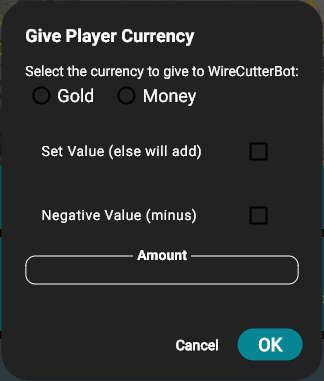 Give Player Currency
Select the currency to give to WireCutterBot:
Gold Money
Set Value (else will add)
Negative Value (minus)
Amount
Cancel OK